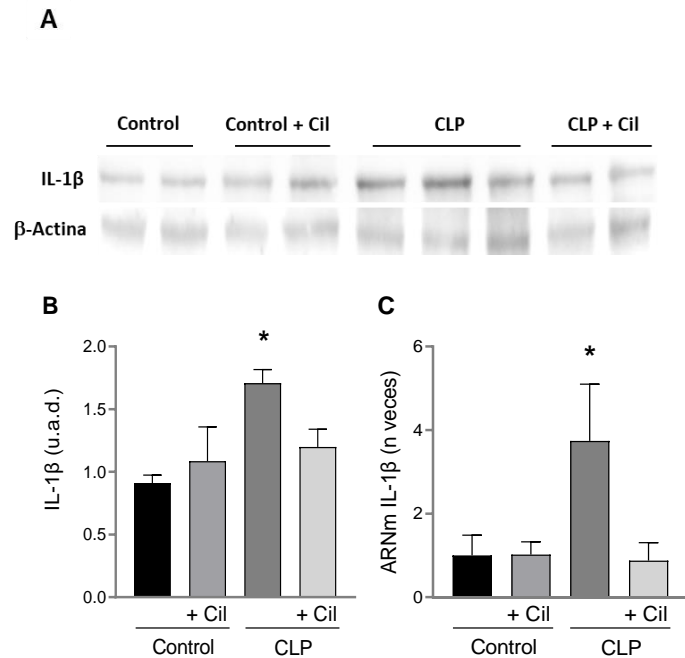 A
Control Control + Cil CLP CLP + Cil
IL-1β
β-Actina
B
C
*
*
IL-1β (u.a.d.)
2.0
1.5
1.0
0.5
0.0
ARNm IL-1β (n veces)
6
4
2
0
+ Cil + Cil
Control CLP
+ Cil + Cil
Control CLP